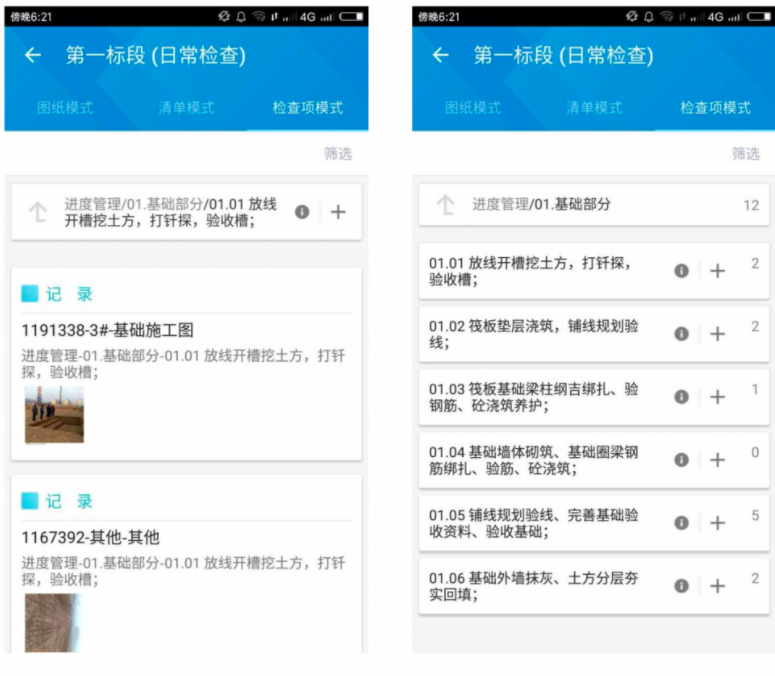 傍晚6:21
4G
第一标段 (日常检查)
图纸模式
清单模式
检查项模式
筛选
进度管理/01.基础部分/01.01 放线
开槽挖土方，打钎探，验收槽；
记 录
1191338-3#-基础施工图
进度管理-01.基础部分-01.01 放线开槽挖土方，打钎
探，验收槽；
记 录
1167392-其他-其他
进度管理-01.基础部分-01.01 放线开槽挖土方，打钎
探，验收槽；
傍晚6:21
4G
第一标段 (日常检查)
图纸模式
清单模式
检查项模式
筛选
进度管理/01.基础部分
12
01.01 放线开槽挖土方，打钎探，
验收槽；
2
01.02 筏板垫层浇筑，铺线规划验
线；
2
01.03 筏板基础梁柱纲吉绑扎、验
钢筋、砼浇筑养护；
1
01.04 基础墙体砌筑、基础圈梁钢
筋绑扎、验筋、砼浇筑；
0
01.05 铺线规划验线、完善基础验
收资料、验收基础；
5
01.06 基础外墙抹灰、土方分层夯
实回填；
2